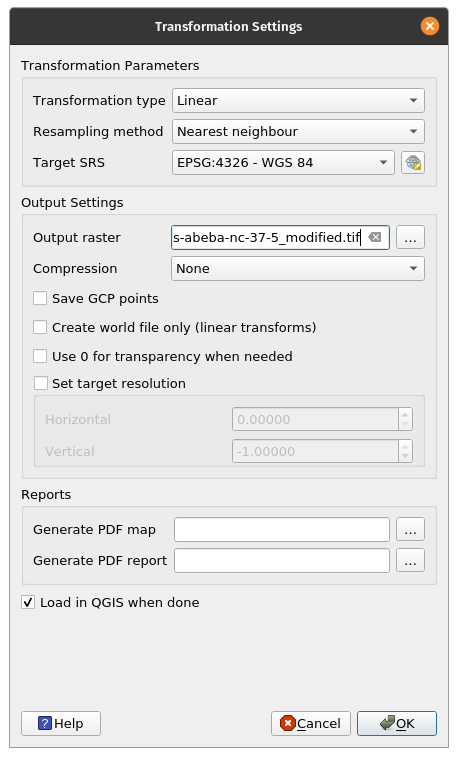 Transformation Settings
Transformation Parameters
Transformation type Linear
Resampling method Nearest neighbour
Target SRS EPSG:4326 - WGS 84
Output Settings
Output raster s-abeba-nc-37-5_modified.tif ...
Compression None
Save GCP points
Create world file only (linear transforms)
Use 0 for transparency when needed
Set target resolution
Horizontal 0.00000
Vertical -1.00000
Reports
Generate PDF map ...
Generate PDF report ...
Load in QGIS when done
? Help Cancel OK